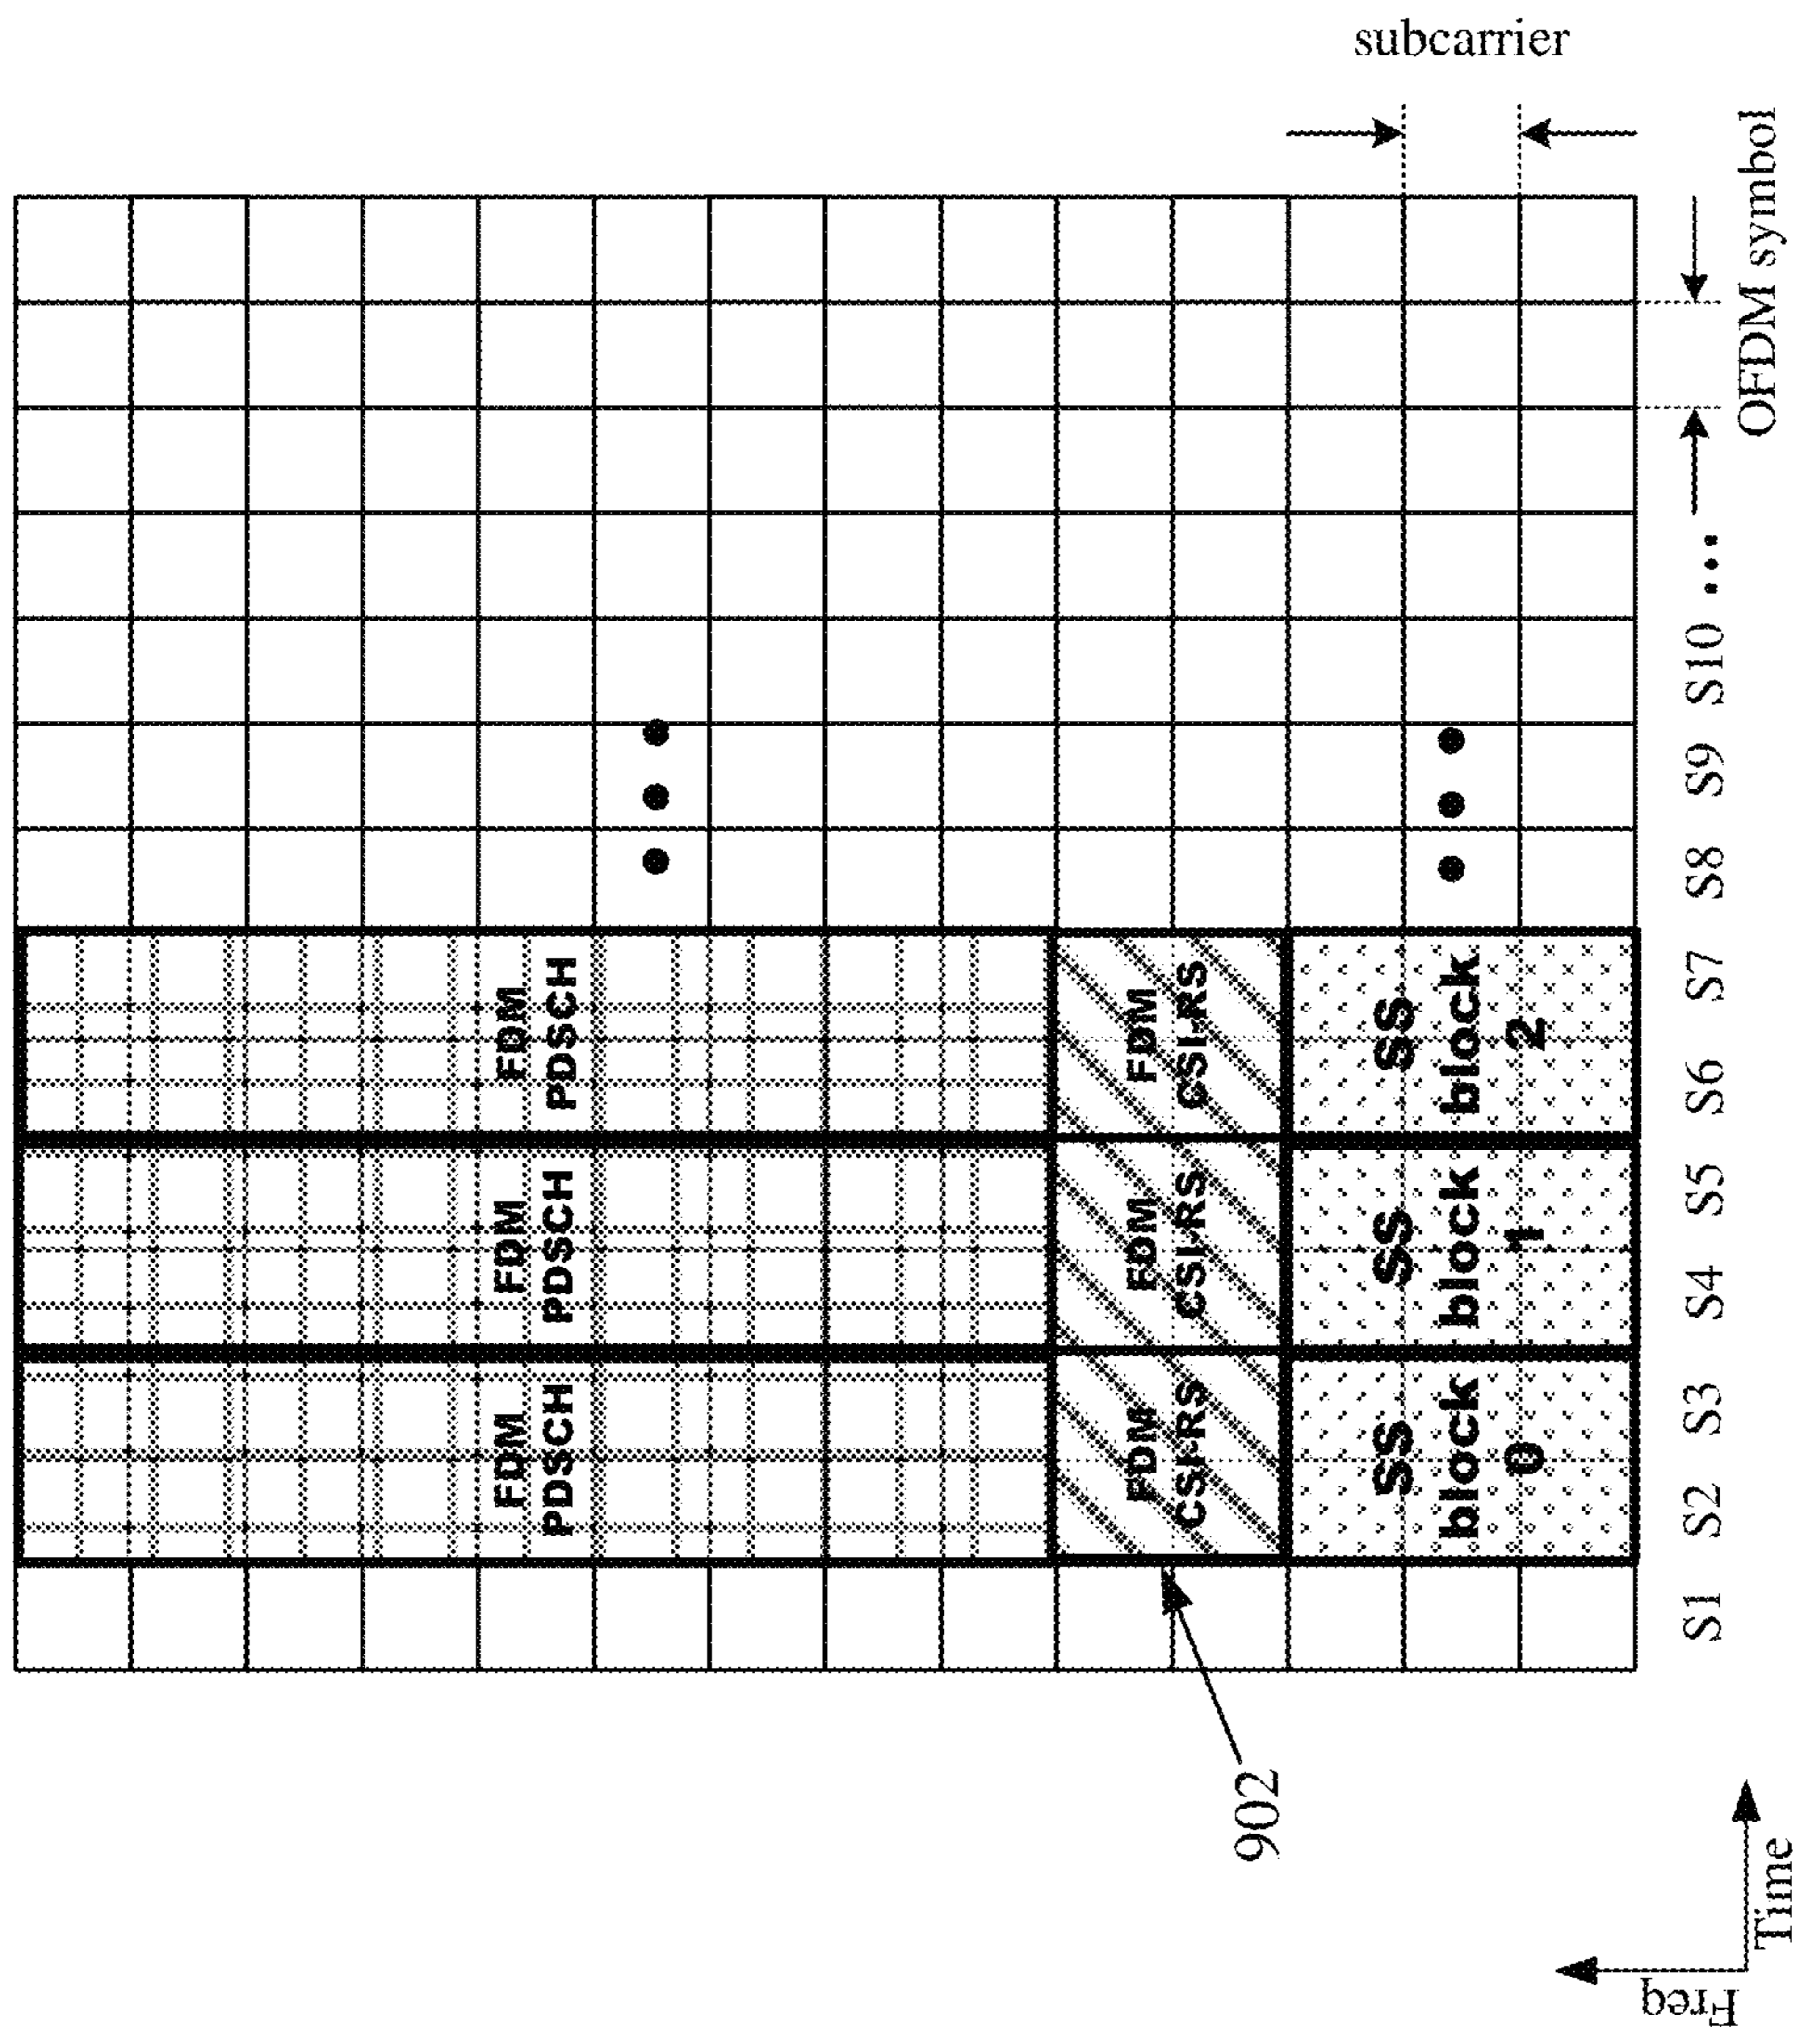 subcarrier
OFDM symbol
FDM
PDSCH
FDM
PDSCH
FDM
PDSCH
FDM
CSI-RS
FDM
CSI-RS
FDM
CSI-RS
SS
block
0
SS
block
1
SS
block
2
S1 S2 S3 S4 S5 S6 S7 S8 S9 S10 •••
902
Freq
Time